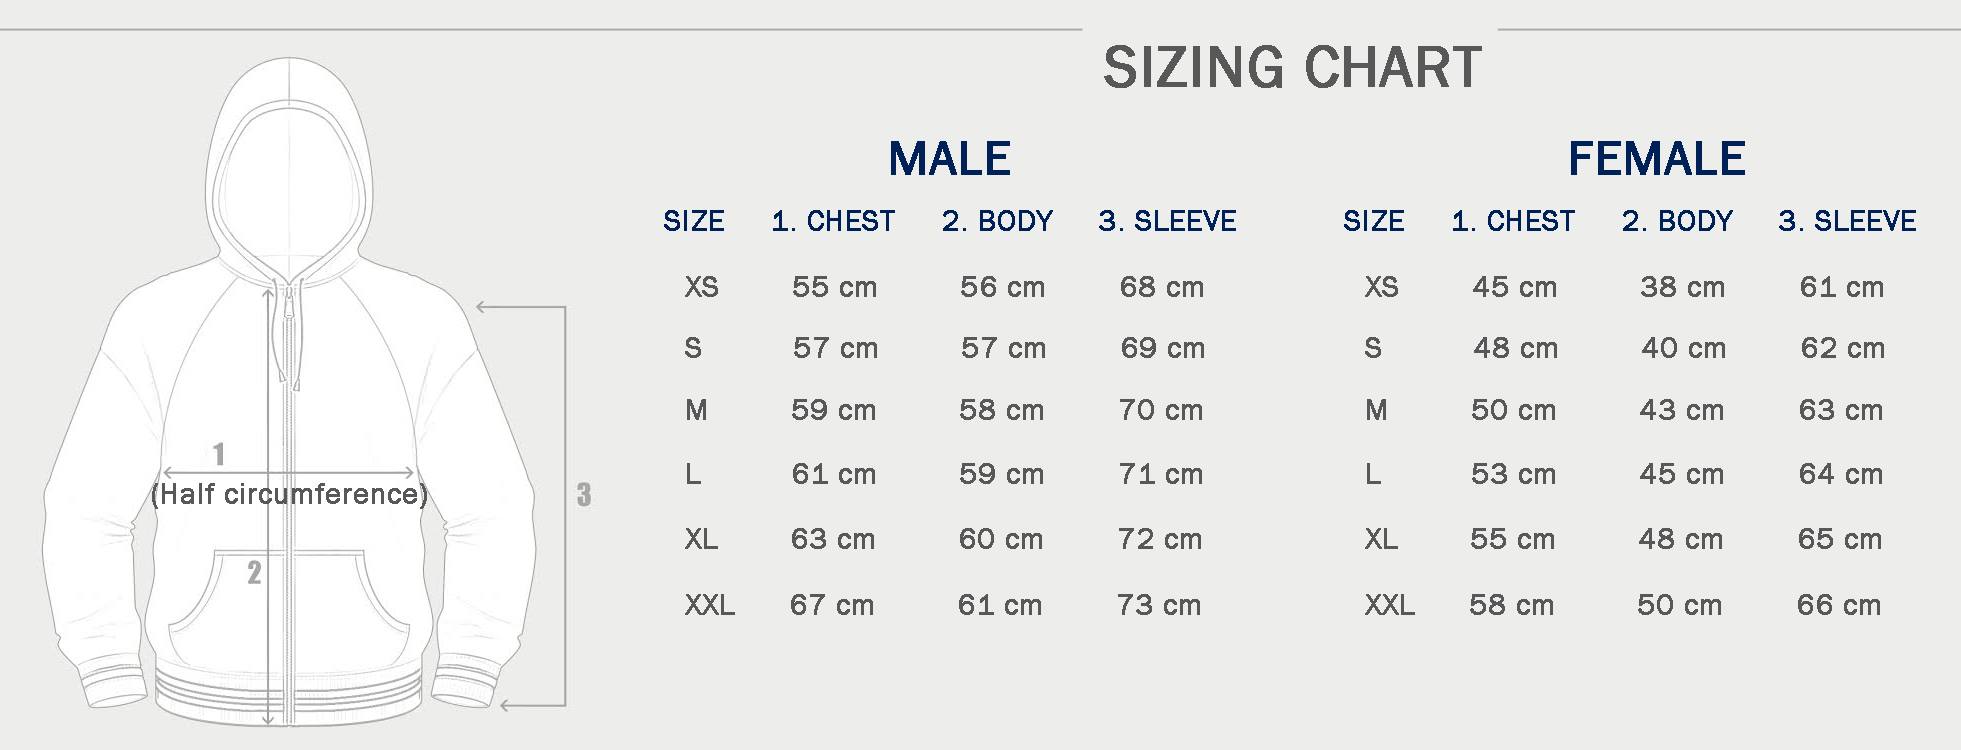 SIZING CHART
MALE FEMALE
SIZE 1. CHEST 2. BODY 3. SLEEVE SIZE 1. CHEST 2. BODY 3. SLEEVE
XS 55 cm 56 cm 68 cm XS 45 cm 38 cm 61 cm
S 57 cm 57 cm 69 cm S 48 cm 40 cm 62 cm
M 59 cm 58 cm 70 cm M 50 cm 43 cm 63 cm
L 61 cm 59 cm 71 cm L 53 cm 45 cm 64 cm
XL 63 cm 60 cm 72 cm XL 55 cm 48 cm 65 cm
XXL 67 cm 61 cm 73 cm XXL 58 cm 50 cm 66 cm
1
(Half circumference)
2
3